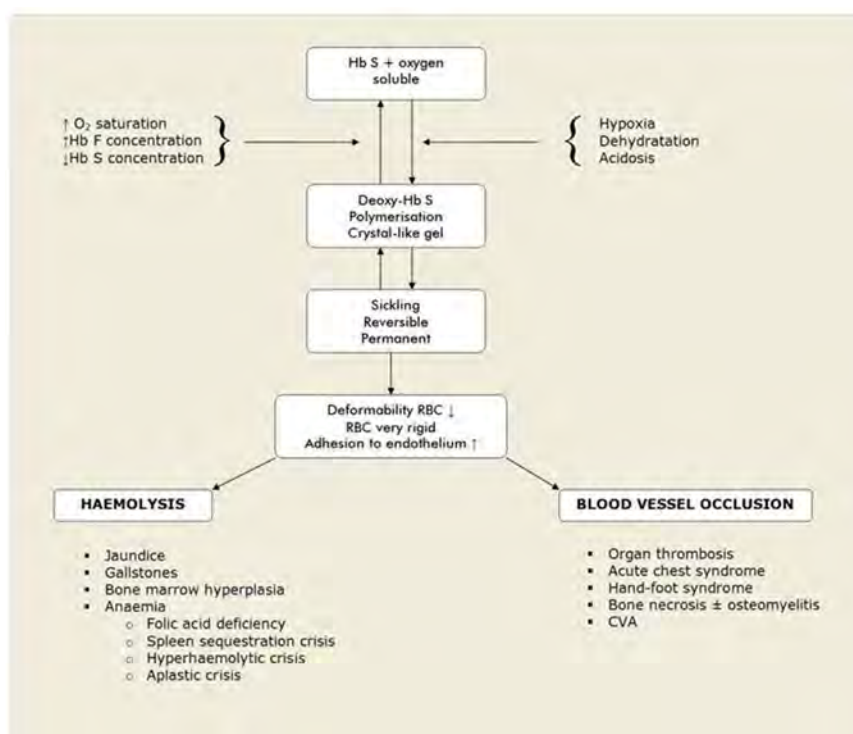 Hb S + oxygen
soluble
↑ O₂ saturation
↑Hb F concentration
↓Hb S concentration
Hypoxia
Dehydratation
Acidosis
Deoxy-Hb S
Polymerisation
Crystal-like gel
Sickling
Reversible
Permanent
Deformability RBC ↓
RBC very rigid
Adhesion to endothelium ↑
HAEMOLYSIS
▪ Jaundice
▪ Gallstones
▪ Bone marrow hyperplasia
▪ Anaemia
o Folic acid deficiency
o Spleen sequestration crisis
o Hyperhaemolytic crisis
o Aplastic crisis
BLOOD VESSEL OCCLUSION
▪ Organ thrombosis
▪ Acute chest syndrome
▪ Hand-foot syndrome
▪ Bone necrosis ± osteomyelitis
▪ CVA